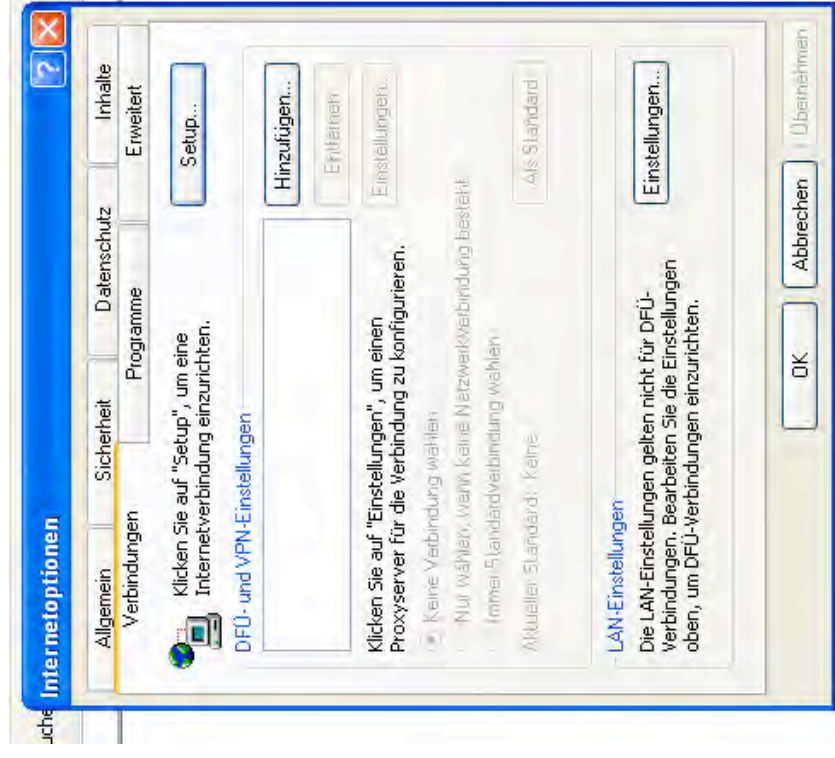 uche
Internetoptionen
Allgemein Sicherheit Datenschutz Inhalte
Verbindungen Programme Erweitert
Klicken Sie auf "Setup", um eine
Internetverbindung einzurichten.
Setup...
DFÜ- und VPN-Einstellungen
Hinzufügen...
Entfernen
Einstellungen...
Klicken Sie auf "Einstellungen", um einen
Proxyserver für die Verbindung zu konfigurieren.
Keine Verbindung wählen
Nur wählen, wenn keine Netzwerkverbindung besteht
Immer Standardverbindung wählen
Aktueller Standard: Keine
Als Standard
LAN-Einstellungen
Die LAN-Einstellungen gelten nicht für DFÜ-
Verbindungen. Bearbeiten Sie die Einstellungen
oben, um DFÜ-Verbindungen einzurichten.
Einstellungen...
OK Abbrechen Übernehmen